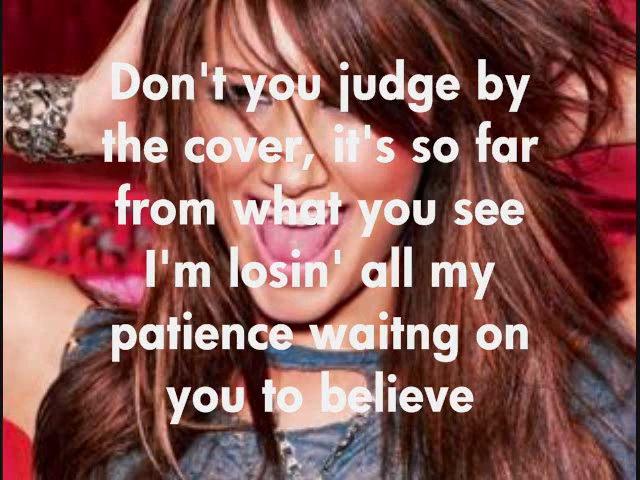 Don't you judge by
the cover, it's so far
from what you see
I'm losin' all my
patience waitng on
you to believe